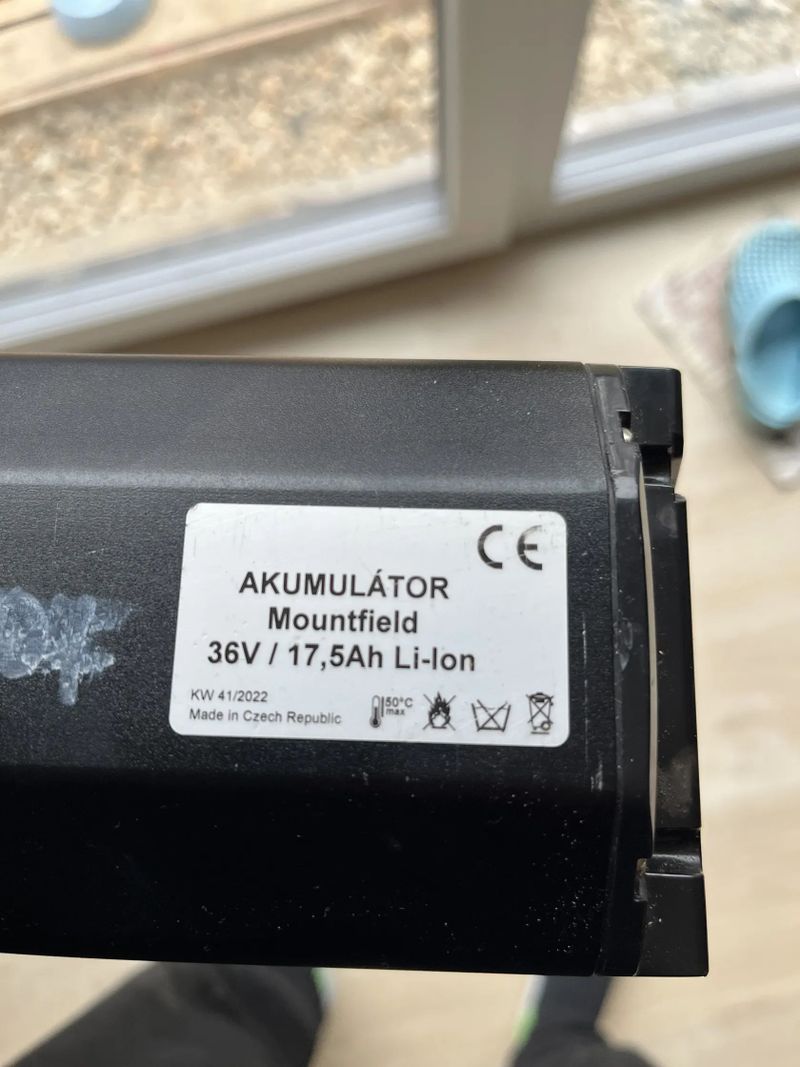 CE
AKUMULÁTOR
Mountfield
36V / 17,5Ah Li-Ion
KW 41/2022
Made in Czech Republic
50°C
max